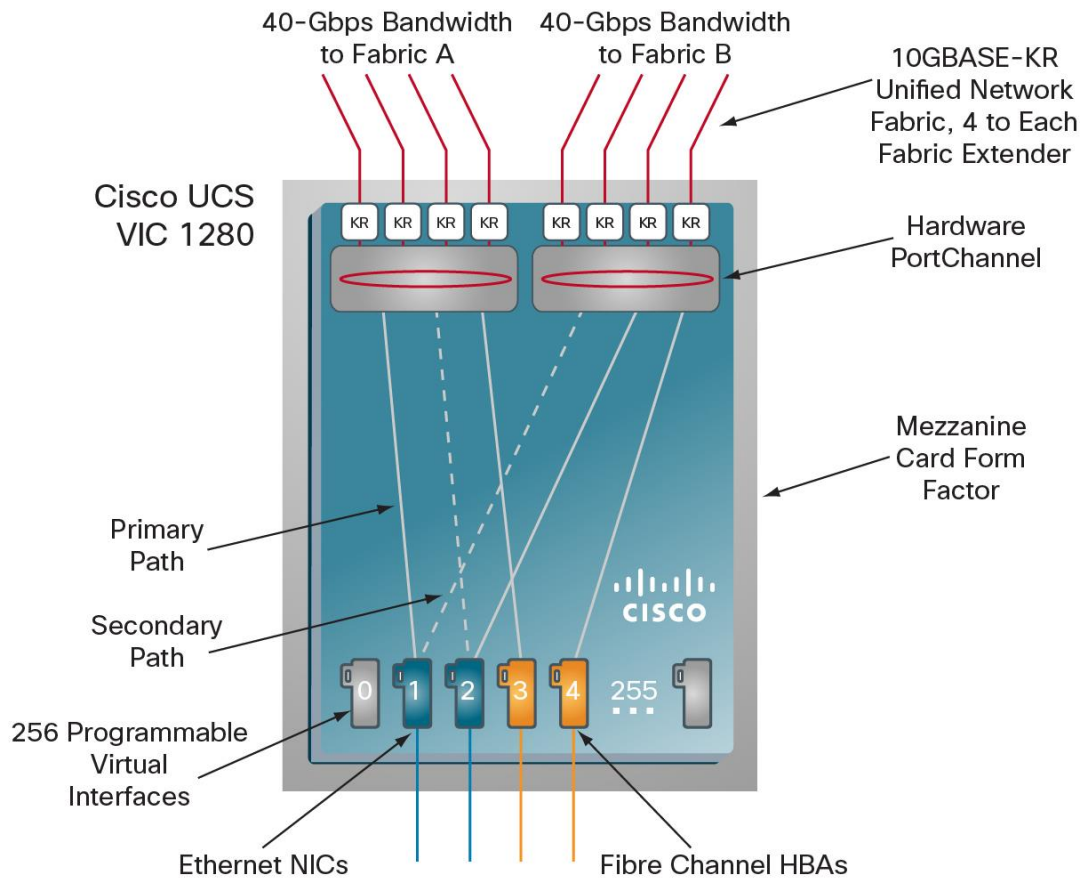 40-Gbps Bandwidth
to Fabric A
40-Gbps Bandwidth
to Fabric B
10GBASE-KR
Unified Network
Fabric, 4 to Each
Fabric Extender
Cisco UCS
VIC 1280
KR KR KR KR KR KR KR KR
Hardware
PortChannel
Mezzanine
Card Form
Factor
Primary
Path
Secondary
Path
CISCO
0 1 2 3 4 255
256 Programmable
Virtual
Interfaces
Ethernet NICs
Fibre Channel HBAs